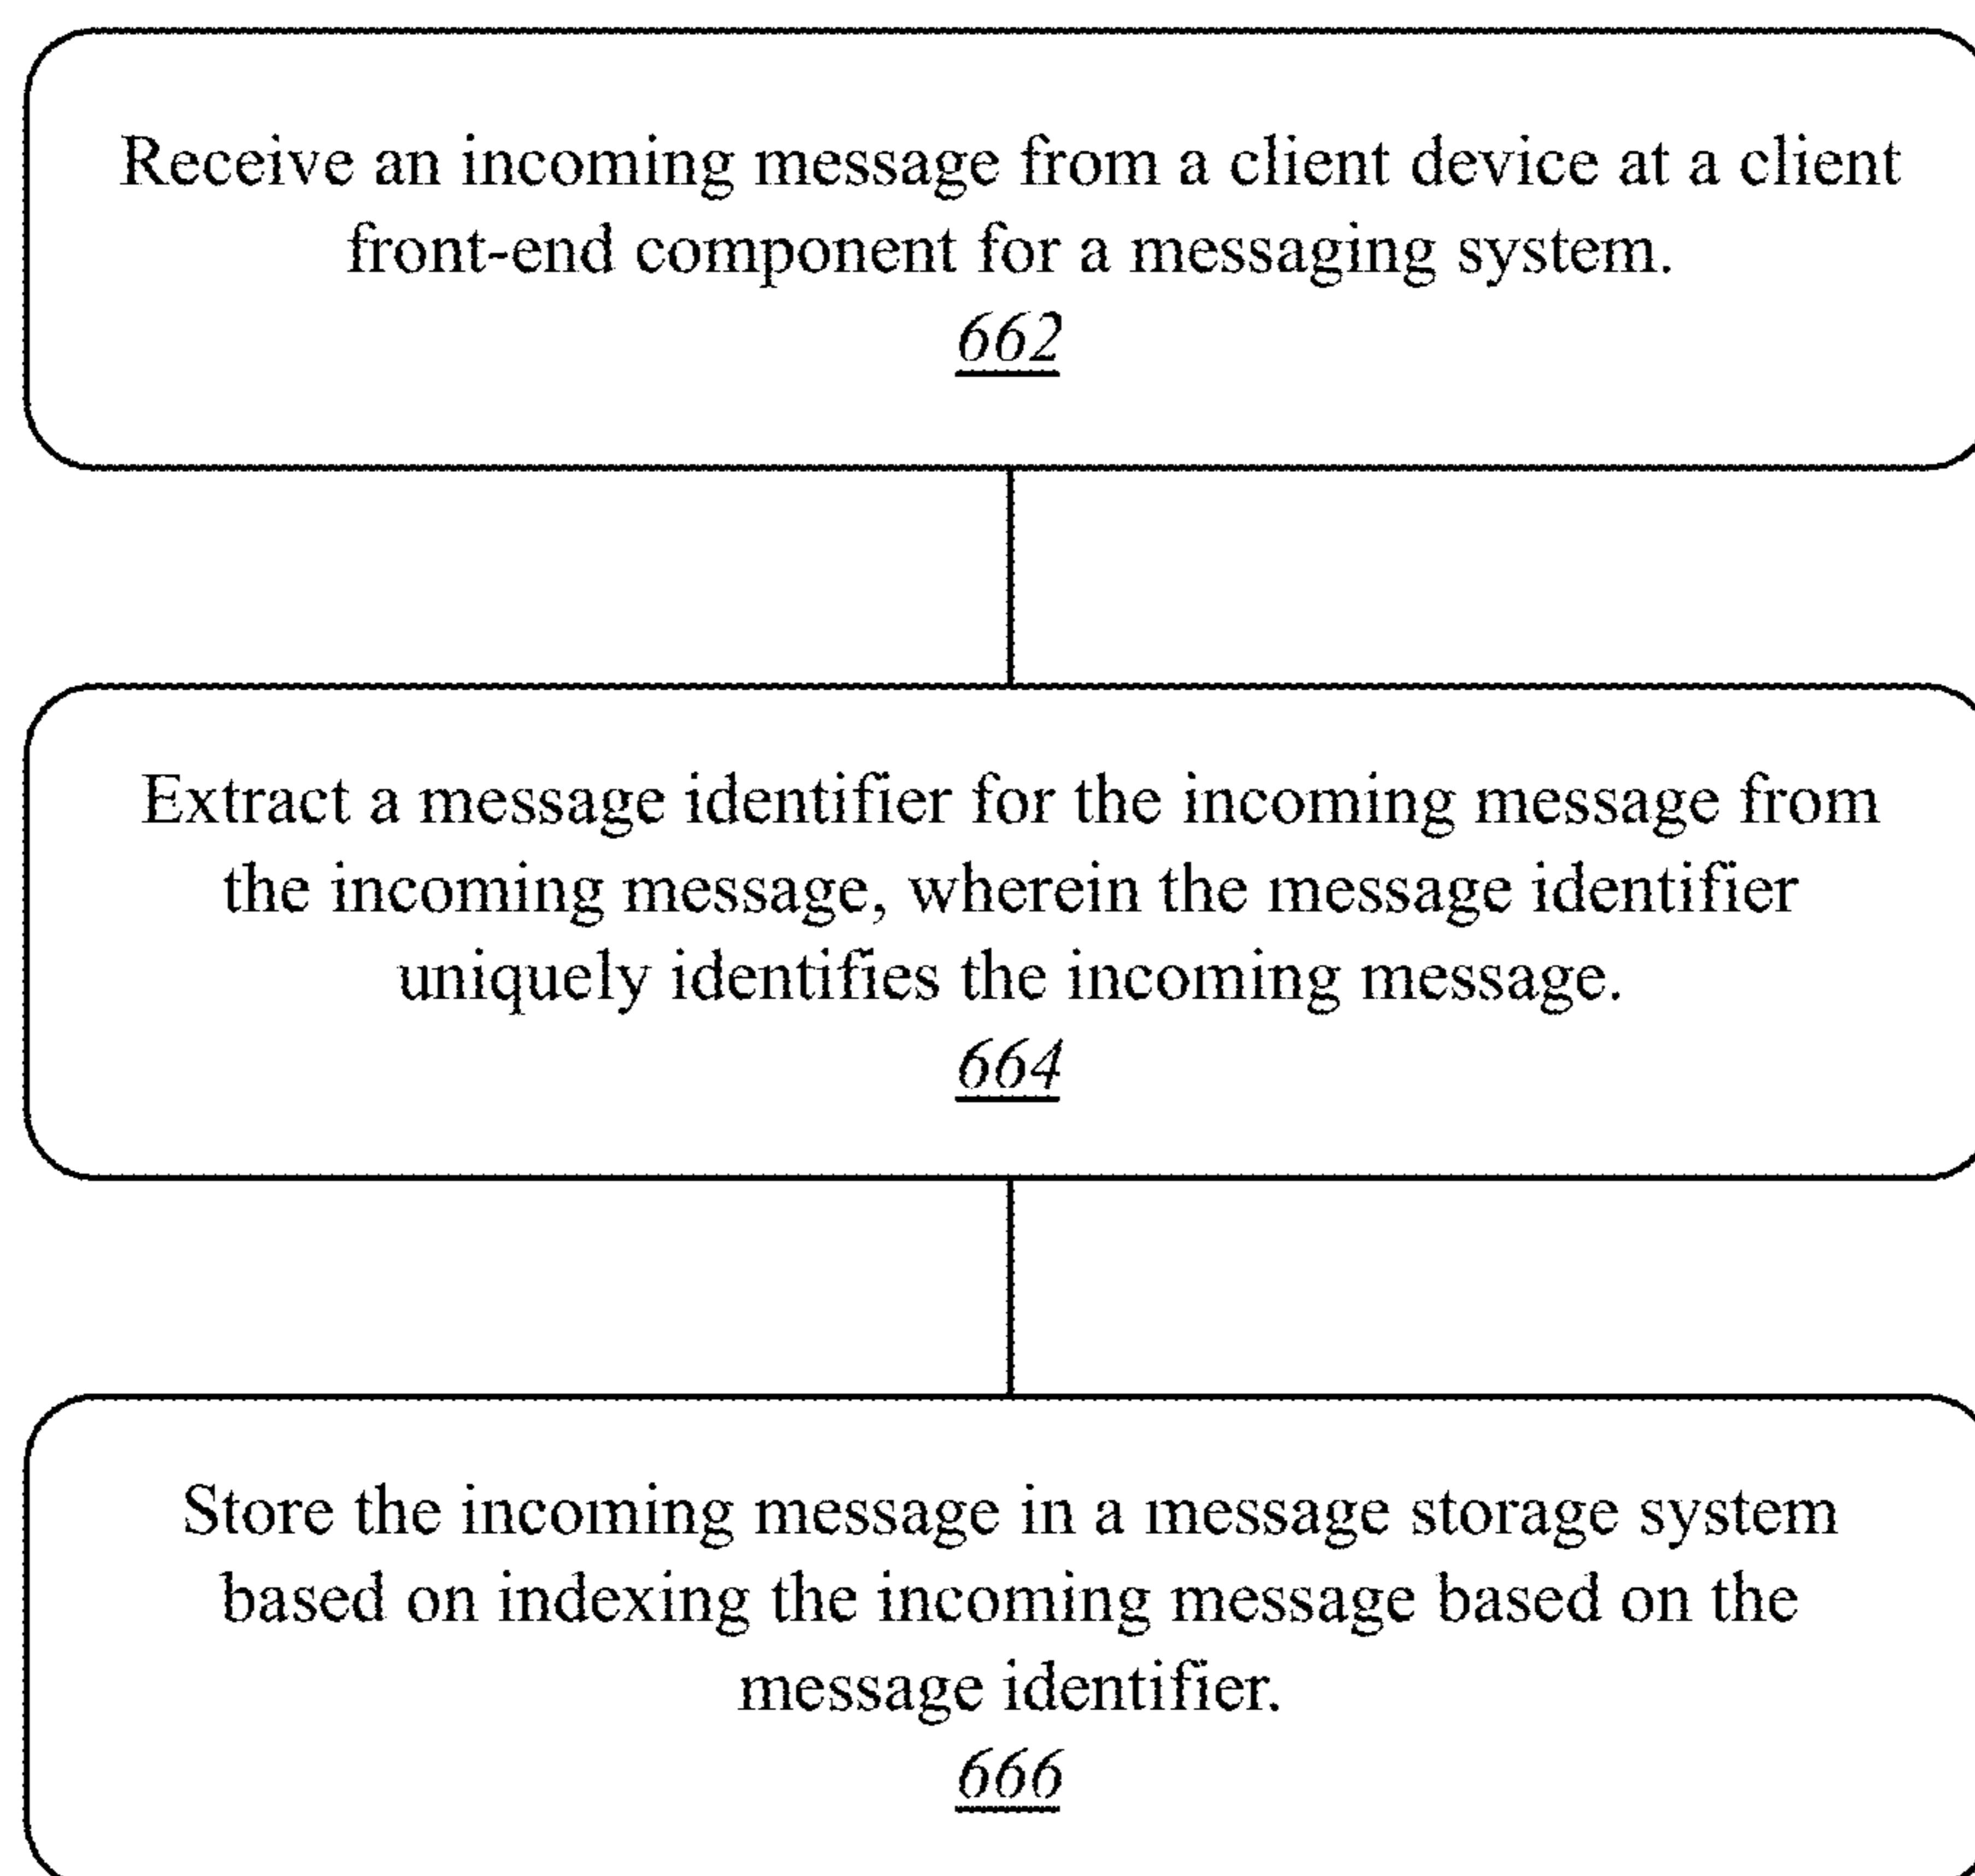 Receive an incoming message from a client device at a client
front-end component for a messaging system.
662
Extract a message identifier for the incoming message from
the incoming message, wherein the message identifier
uniquely identifies the incoming message.
664
Store the incoming message in a message storage system
based on indexing the incoming message based on the
message identifier.
666